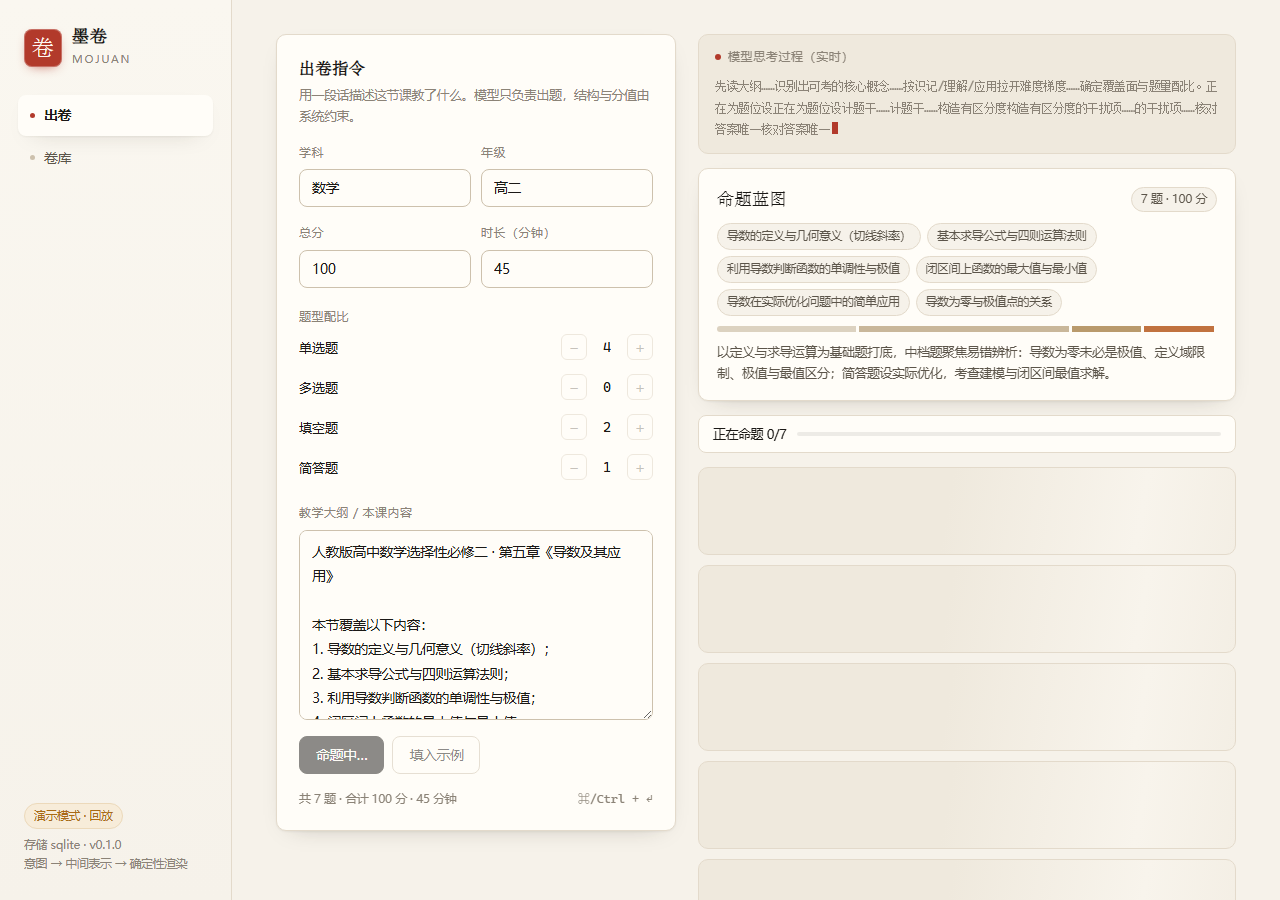 卷
墨卷
MOJUAN
出卷
卷库
演示模式 · 回放
存储 sqlite · v0.1.0
意图 → 中间表示 → 确定性渲染
出卷指令
用一段话描述这节课教了什么。模型只负责出题，结构与分值由
系统约束。
学科
年级
数学
高二
总分
时长（分钟）
100
45
题型配比
单选题
− 4 +
多选题
− 0 +
填空题
− 2 +
简答题
− 1 +
教学大纲 / 本课内容
人教版高中数学选择性必修二 · 第五章《导数及其应
用》
本节覆盖以下内容：
1. 导数的定义与几何意义（切线斜率）；
2. 基本求导公式与四则运算法则；
3. 利用导数判断函数的单调性与极值；
命题中…
填入示例
共 7 题 · 合计 100 分 · 45 分钟
⌘/Ctrl + ↵
模型思考过程（实时）
先读大纲……识别出可考的核心概念……按识记/理解/应用拉开难度梯度……确定覆盖面与题量配比。正
在为题位设正在为题位设计题干……计题干……构造有区分度构造有区分度的干扰项……的干扰项……核对
答案唯一核对答案唯一
命题蓝图
7 题 · 100 分
导数的定义与几何意义（切线斜率）
基本求导公式与四则运算法则
利用导数判断函数的单调性与极值
闭区间上函数的最大值与最小值
导数在实际优化问题中的简单应用
导数为零与极值点的关系
以定义与求导运算为基础题打底，中档题聚焦易错辨析：导数为零未必是极值、定义域限
制、极值与最值区分；简答题设实际优化，考查建模与闭区间最值求解。
正在命题 0/7